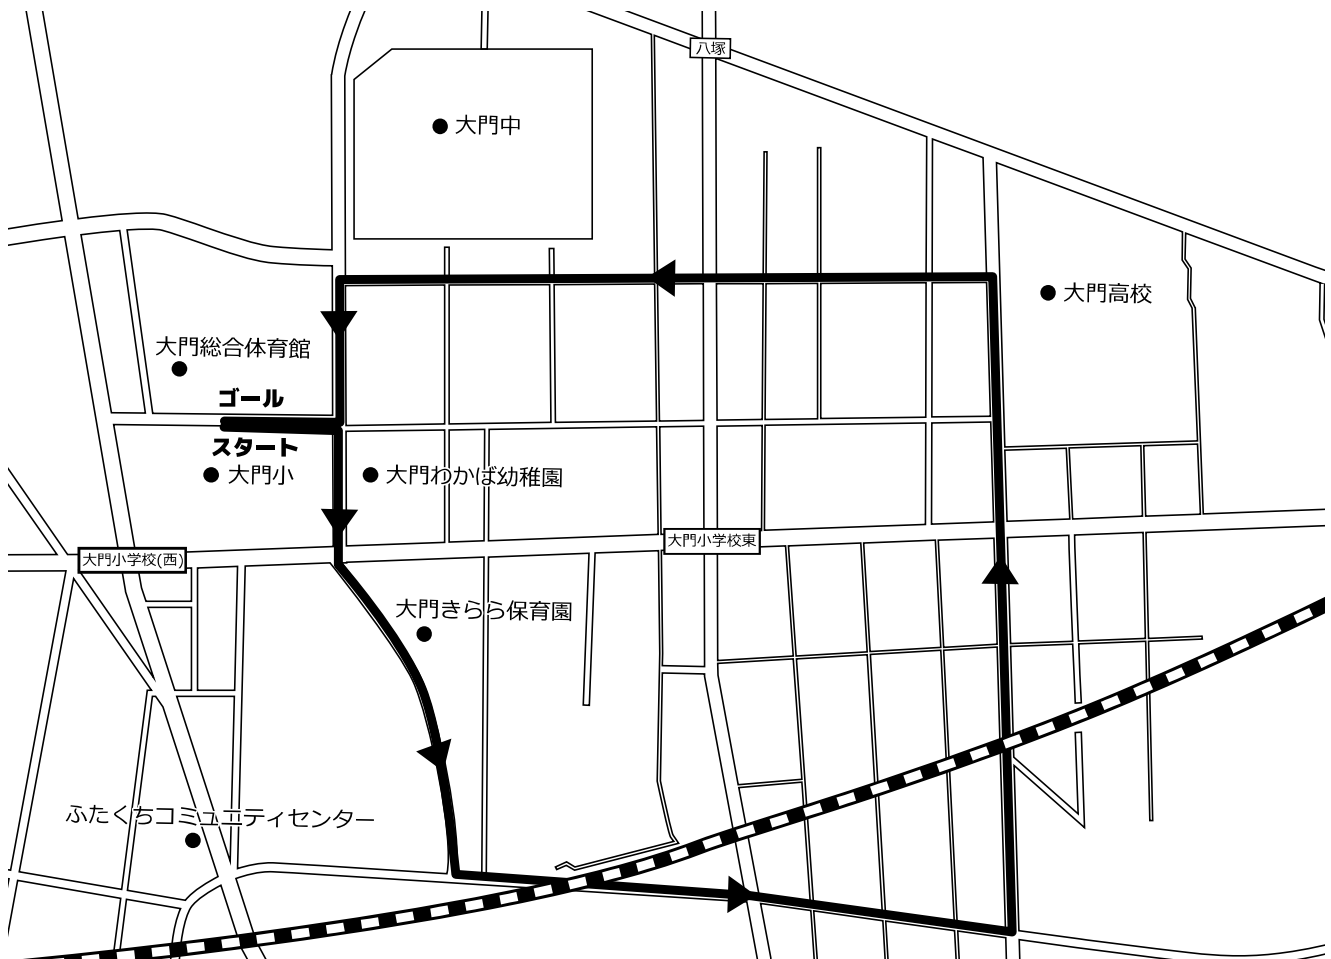 八塚
大門中
大門高校
大門総合体育館
ゴール
スタート
大門小
大門わかば幼稚園
大門小学校東
大門小学校(西)
大門きらら保育園
ふたくちコミュニティセンター